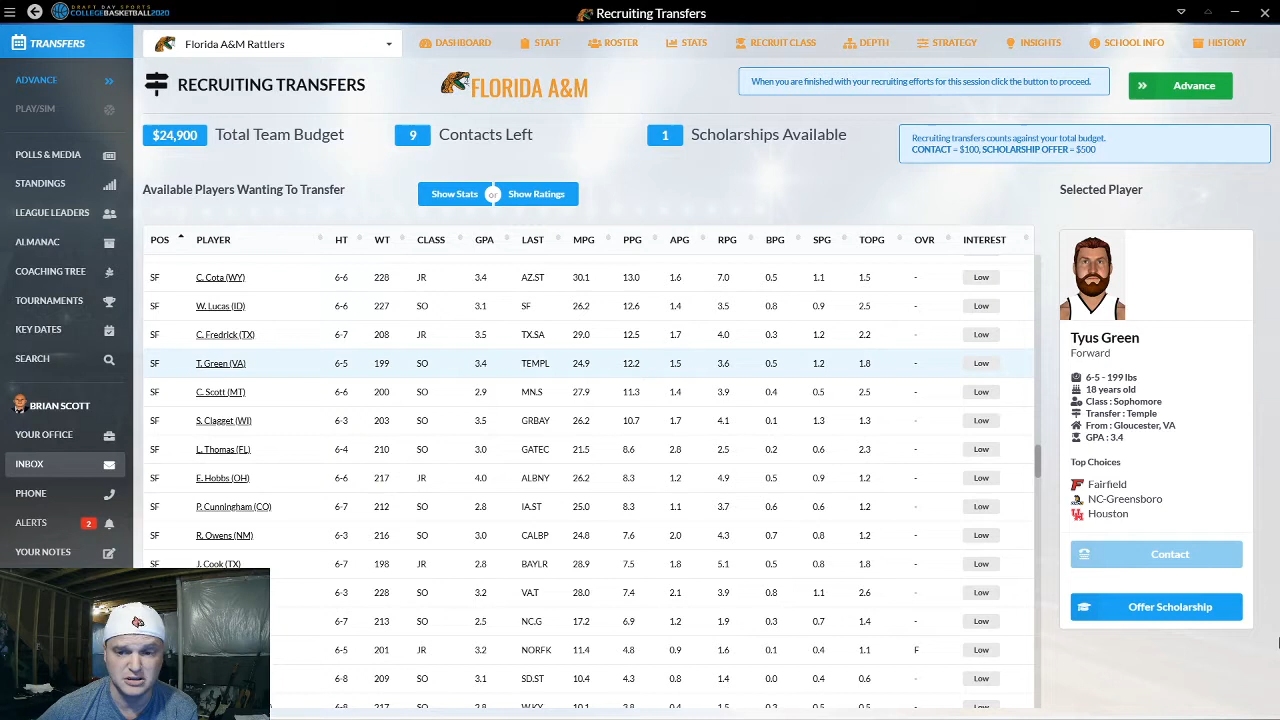 DRAFT DAY SPORTS
COLLEGE BASKETBALL 2020
Recruiting Transfers
TRANSFERS
Florida A&M Rattlers
DASHBOARD STAFF ROSTER STATS RECRUIT CLASS DEPTH STRATEGY INSIGHTS SCHOOL INFO HISTORY
ADVANCE
PLAY/SIM
POLLS & MEDIA
STANDINGS
LEAGUE LEADERS
ALMANAC
COACHING TREE
TOURNAMENTS
KEY DATES
SEARCH
BRIAN SCOTT
YOUR OFFICE
INBOX
PHONE
ALERTS 2
YOUR NOTES
RECRUITING TRANSFERS
FLORIDA A&M
When you are finished with your recruiting efforts for this session click the button to proceed.
Advance
$24,900 Total Team Budget
9 Contacts Left
1 Scholarships Available
Recruiting transfers counts against your total budget.
CONTACT = $100, SCHOLARSHIP OFFER = $500
Available Players Wanting To Transfer
Show Stats or Show Ratings
Selected Player
POS PLAYER HT WT CLASS GPA LAST MPG PPG APG RPG BPG SPG TOPG OVR INTEREST
SF C. Cota (WY) 6-6 228 JR 3.4 AZ.ST 30.1 13.0 1.6 7.0 0.5 1.1 1.5 - Low
SF W. Lucas (ID) 6-6 227 SO 3.1 SF 26.2 12.6 1.4 3.5 0.8 0.9 2.5 - Low
SF C. Fredrick (TX) 6-7 208 JR 3.5 TX.SA 29.0 12.5 1.7 4.0 0.3 1.2 2.2 - Low
SF T. Green (VA) 6-5 199 SO 3.4 TEMPL 24.9 12.2 1.5 3.6 0.8 1.2 1.8 - Low
SF C. Scott (MT) 6-6 200 SO 2.9 MN.S 27.9 11.3 1.4 3.9 0.4 0.5 2.5 - Low
SF S. Clagget (WI) 6-3 203 SO 3.5 GRBAY 26.2 10.7 1.7 4.1 0.1 1.3 1.3 - Low
SF L. Thomas (FL) 6-4 210 SO 3.0 GATEC 21.5 8.6 2.8 2.5 0.2 0.6 2.3 - Low
SF E. Hobbs (OH) 6-6 217 JR 4.0 ALBNY 26.2 8.3 1.2 4.9 0.5 0.9 1.2 - Low
SF P. Cunningham (CO) 6-7 212 SO 2.8 IA.ST 25.0 8.3 1.1 3.7 0.6 0.6 1.2 - Low
SF R. Owens (NM) 6-3 216 SO 3.0 CALBP 24.8 7.6 2.0 3.3 0.7 0.8 1.2 - Low
SF J. Cook (TX) 6-7 198 JR 2.8 BAYLR 28.9 7.5 1.8 5.1 0.5 0.8 1.8 - Low
6-3 228 SO 3.2 VA.T 28.0 7.4 2.1 3.9 0.8 1.1 2.6 - Low
6-7 213 SO 2.5 NC.G 17.2 6.9 1.2 1.9 0.3 0.7 1.4 - Low
6-5 201 JR 3.2 NORFK 11.4 4.8 0.9 1.6 0.1 0.4 1.1 F Low
6-8 209 SO 3.1 SD.ST 10.4 4.3 0.8 1.4 0.0 0.4 0.6 - Low
Tyus Green
Forward
6-5 - 199 lbs
18 years old
Class : Sophomore
Transfer : Temple
From : Gloucester, VA
GPA : 3.4
Top Choices
Fairfield
NC-Greensboro
Houston
Contact
Offer Scholarship